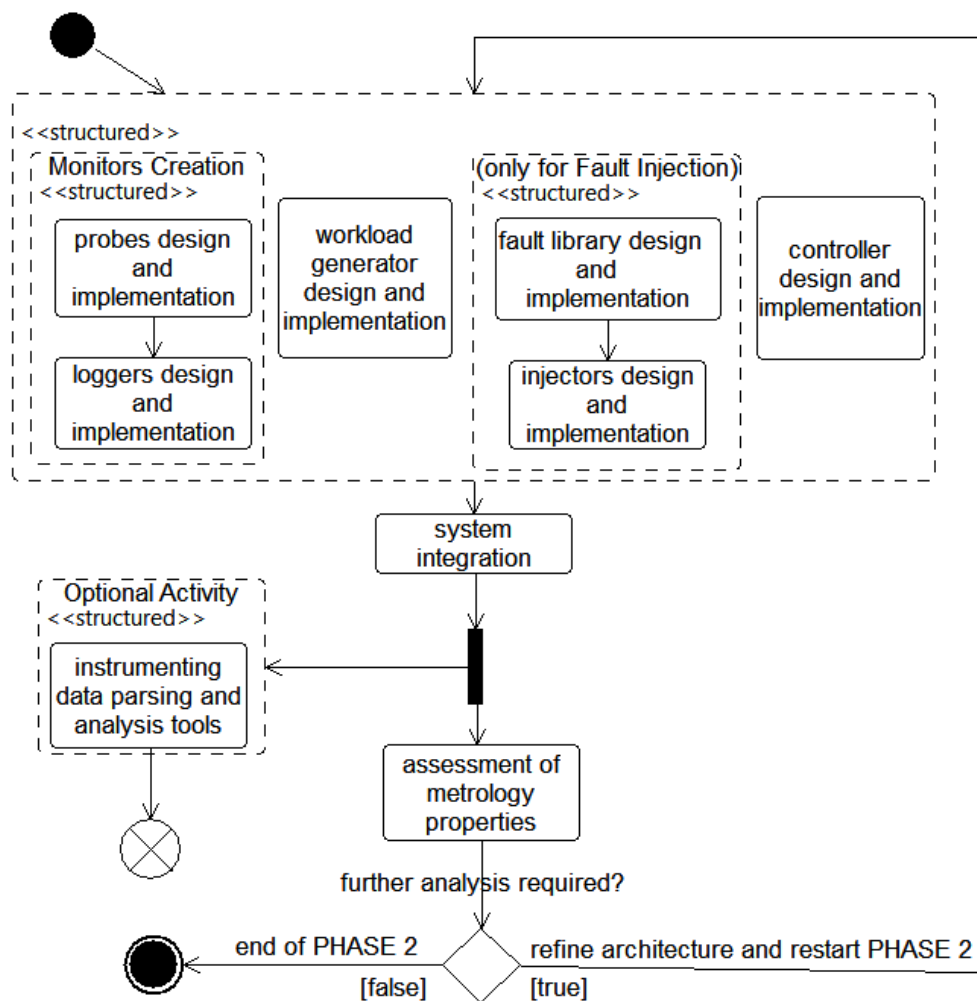 <<structured>>
Monitors Creation
<<structured>>
probes design
and
implementation
loggers design
and
implementation
workload
generator
design and
implementation
(only for Fault Injection)
<<structured>>
fault library design
and
implementation
injectors design
and
implementation
controller
design and
implementation
system
integration
Optional Activity
<<structured>>
instrumenting
data parsing and
analysis tools
assessment of
metrology
properties
further analysis required?
end of PHASE 2
[false]
refine architecture and restart PHASE 2
[true]